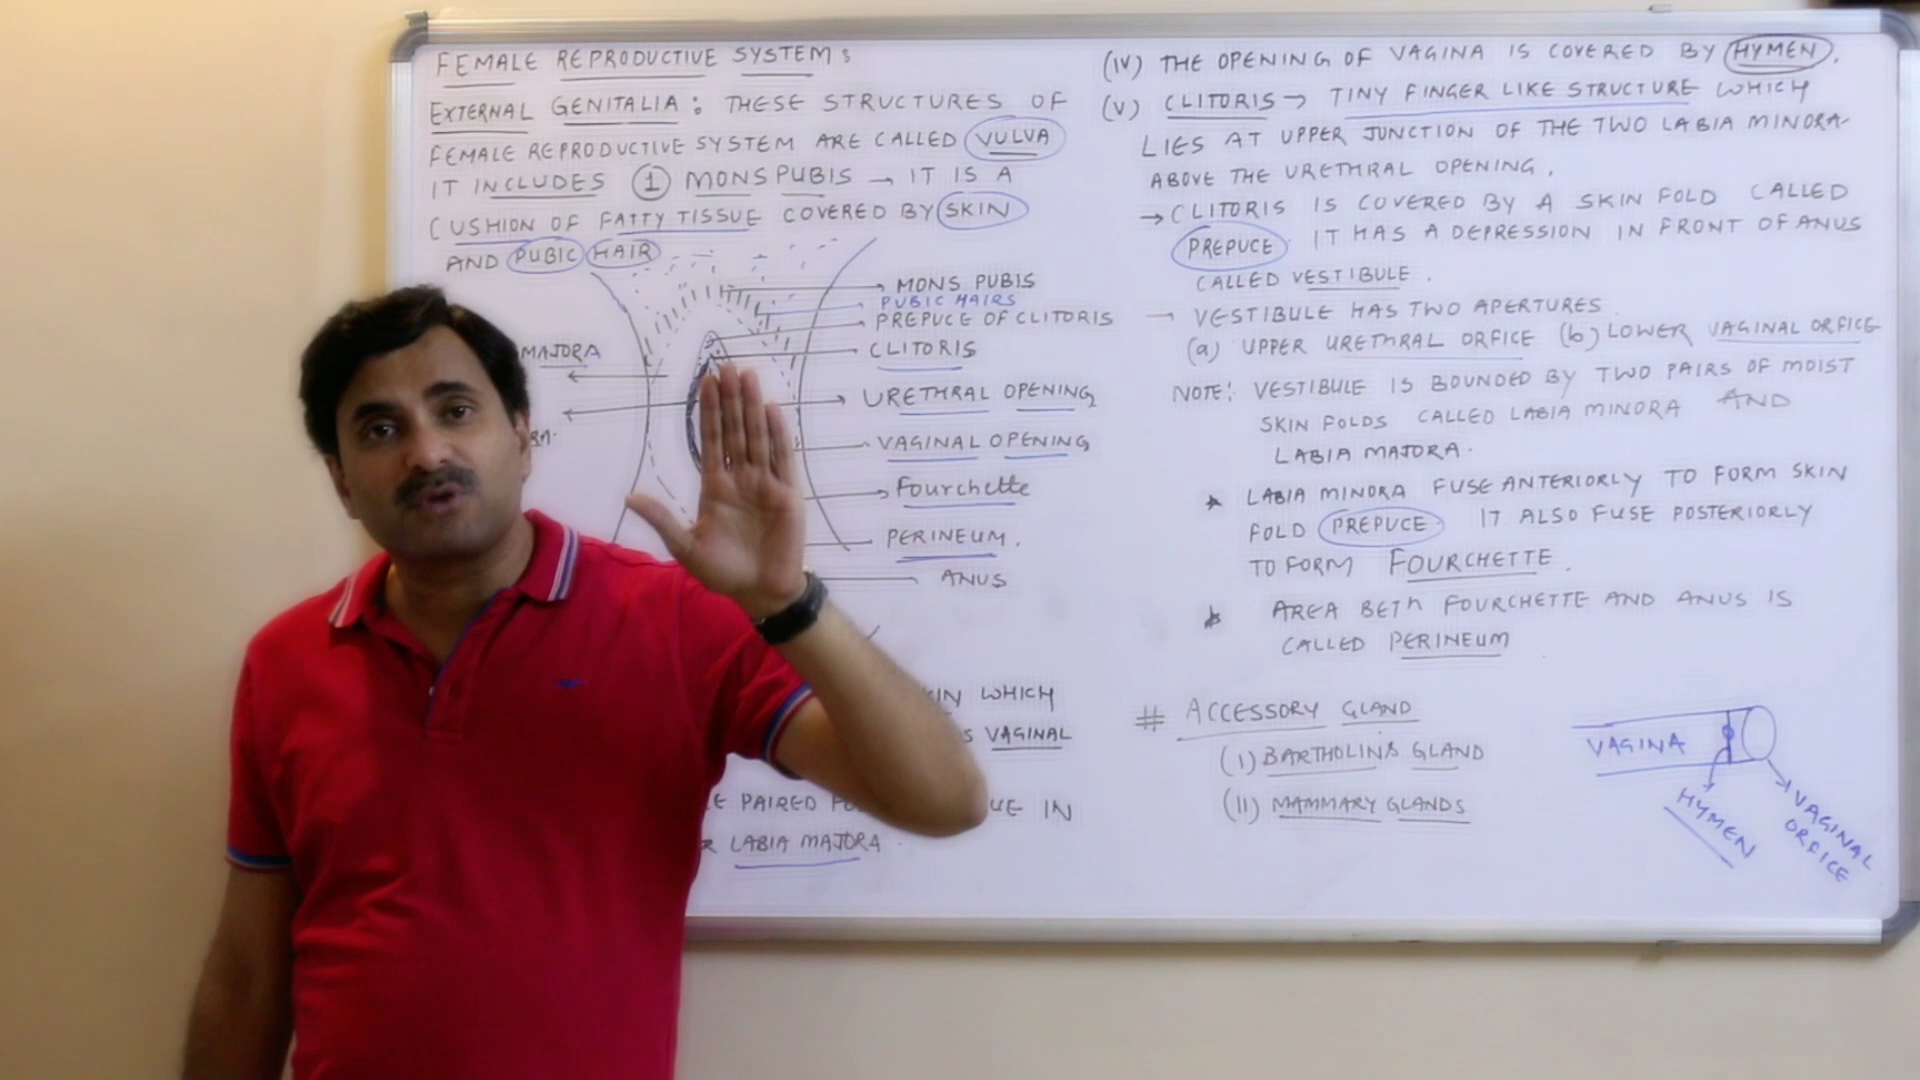 FEMALE REPRODUCTIVE SYSTEM:
EXTERNAL GENITALIA: THESE STRUCTURES OF
FEMALE REPRODUCTIVE SYSTEM ARE CALLED VULVA
IT INCLUDES ① MONS PUBIS → IT IS A
CUSHION OF FATTY TISSUE COVERED BY SKIN
AND PUBIC HAIR
MONS PUBIS
PUBIC HAIRS
PREPUCE OF CLITORIS
CLITORIS
MAJORA
URETHRAL OPENING
VAGINAL OPENING
Fourchette
PERINEUM.
ANUS
WHICH
VAGINAL
PAIRED
IN
LABIA MAJORA
(IV) THE OPENING OF VAGINA IS COVERED BY HYMEN.
(V) CLITORIS → TINY FINGER LIKE STRUCTURE WHICH
LIES AT UPPER JUNCTION OF THE TWO LABIA MINORA
ABOVE THE URETHRAL OPENING.
→ CLITORIS IS COVERED BY A SKIN FOLD CALLED
PREPUCE. IT HAS A DEPRESSION IN FRONT OF ANUS
CALLED VESTIBULE.
→ VESTIBULE HAS TWO APERTURES
(a) UPPER URETHRAL ORFICE (b) LOWER VAGINAL ORFICE
NOTE: VESTIBULE IS BOUNDED BY TWO PAIRS OF MOIST
SKIN FOLDS CALLED LABIA MINORA AND
LABIA MAJORA.
* LABIA MINORA FUSE ANTERIORLY TO FORM SKIN
FOLD PREPUCE IT ALSO FUSE POSTERIORLY
TO FORM FOURCHETTE.
* AREA BETn FOURCHETTE AND ANUS IS
CALLED PERINEUM
# ACCESSORY GLAND
(I) BARTHOLIN'S GLAND
(II) MAMMARY GLANDS
VAGINA
HYMEN
VAGINAL
ORFICE